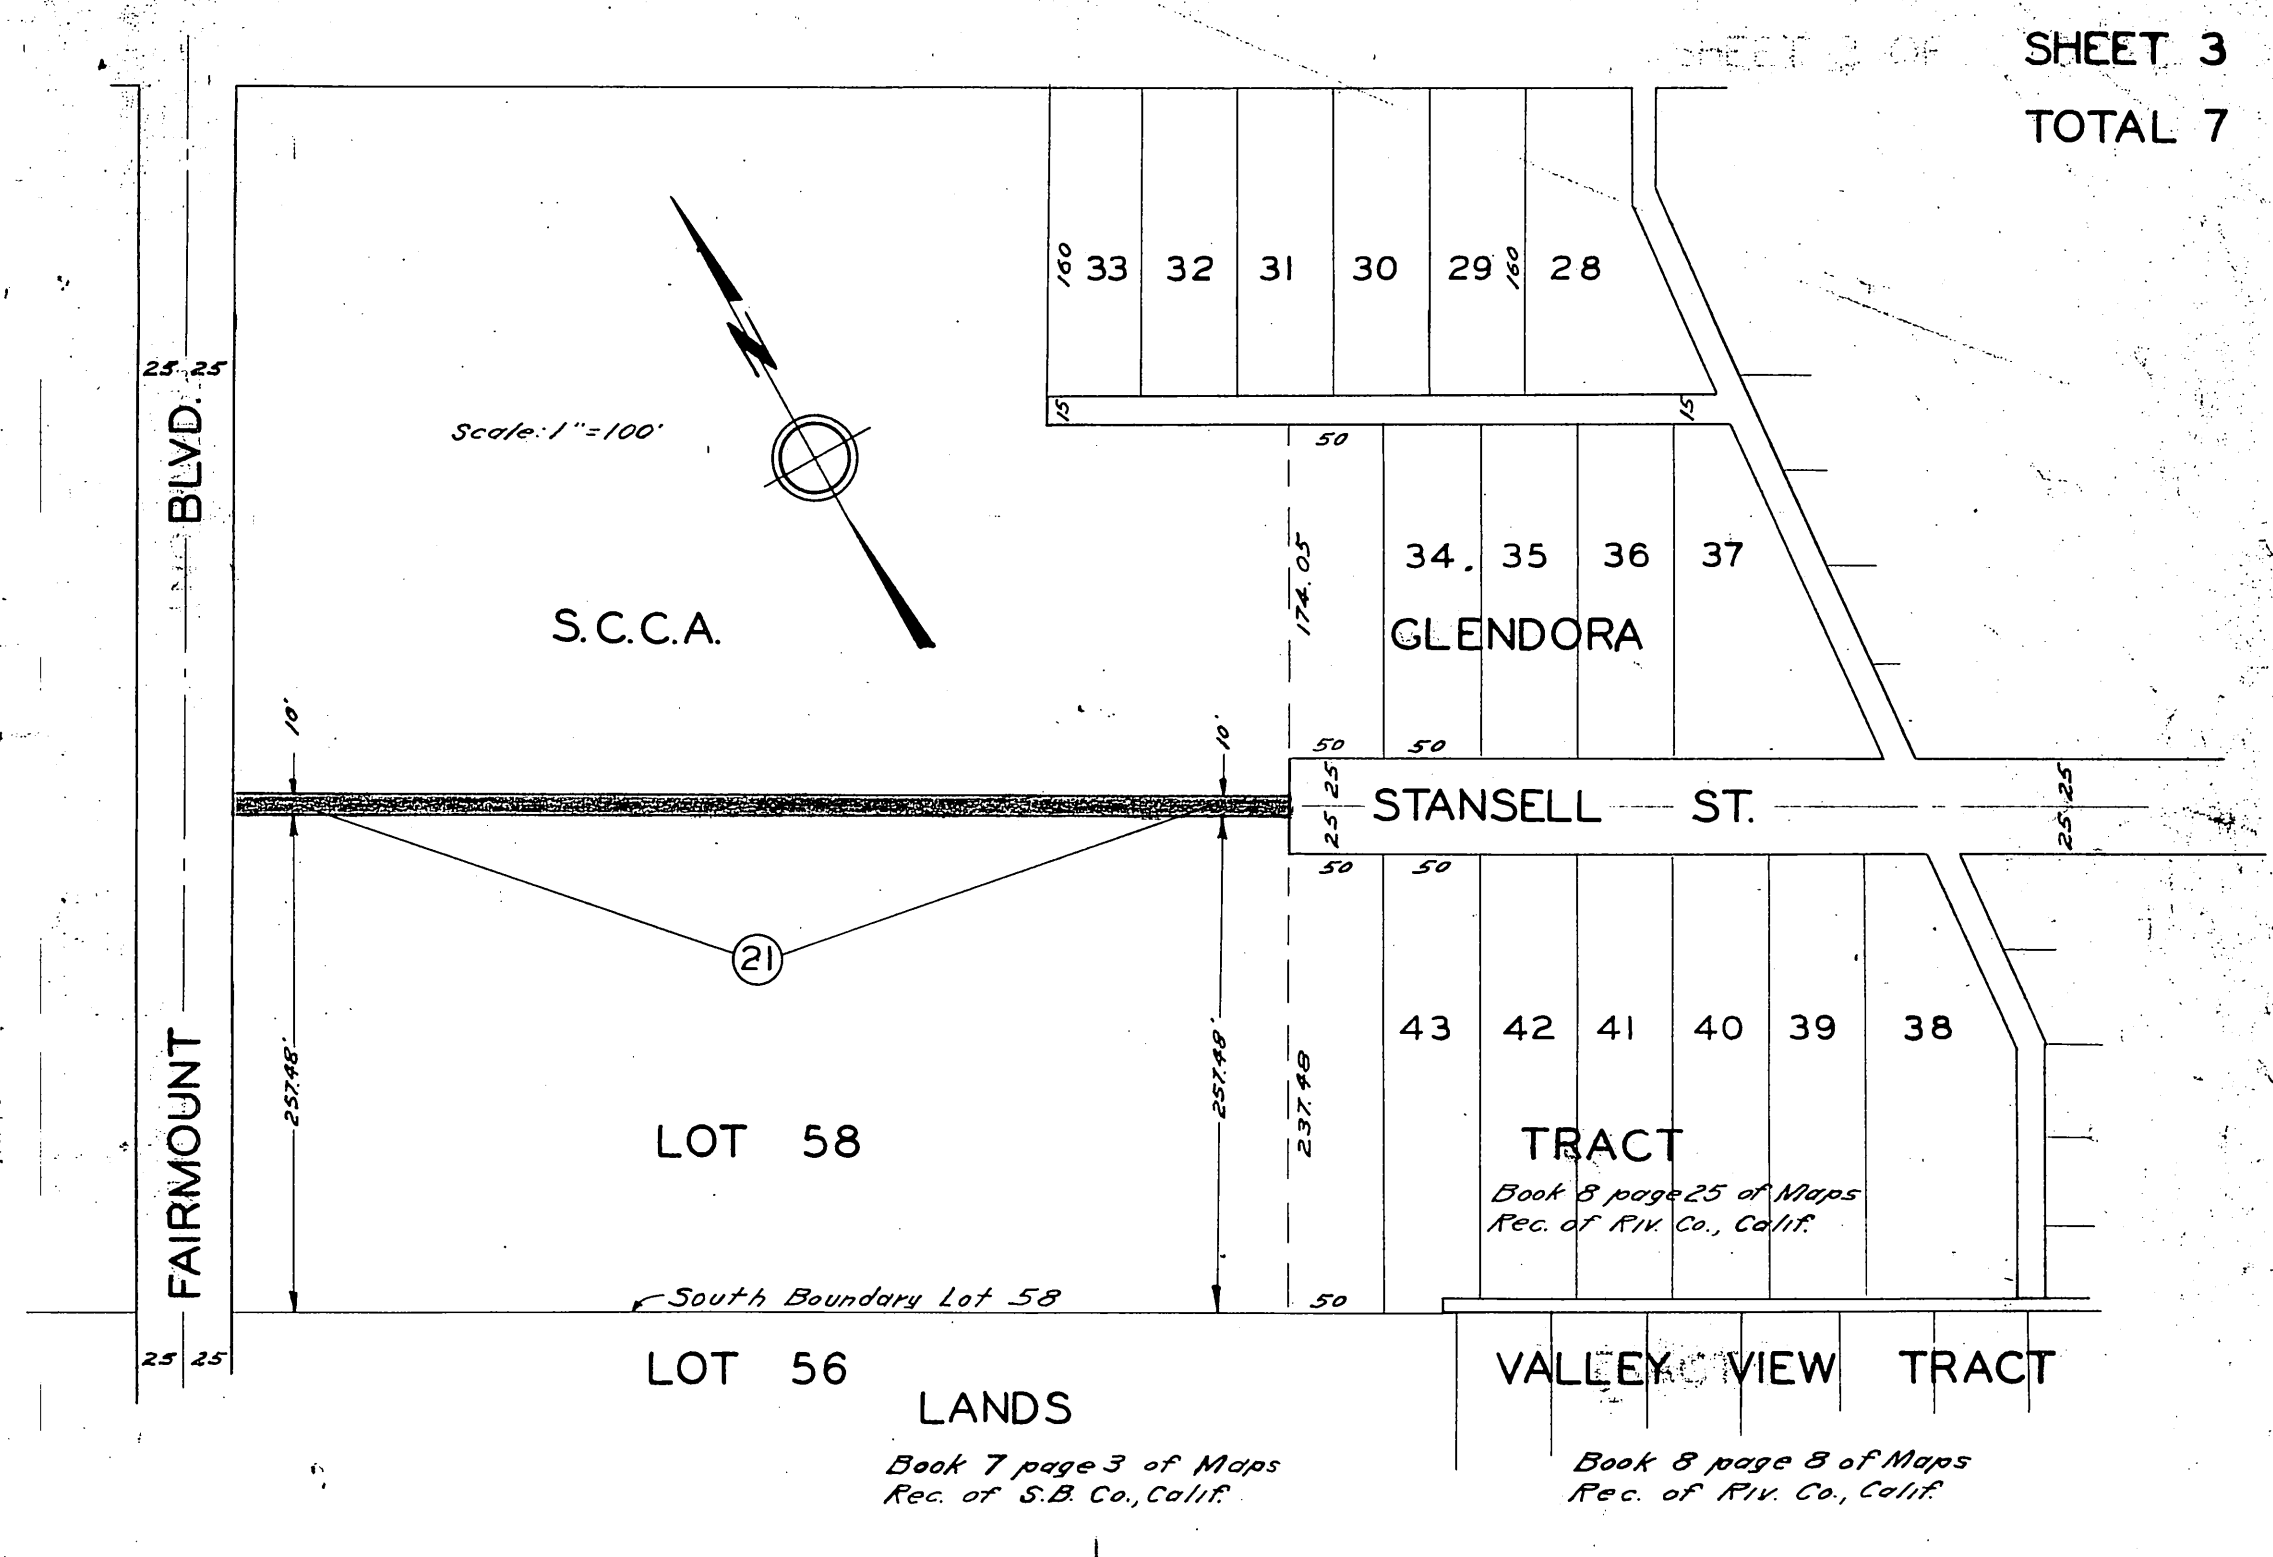 SHEET 3
TOTAL 7
25 25
BLVD.
FAIRMOUNT
25 25
Scale: 1"=100'
N
S.C.C.A.
160 33 32 31 30 29 160 28
15 15
50
174.05
34. 35 36 37
GLENDORA
50 50
10'
10'
25 25
STANSELL ST.
25 25
50 50
21
257.48'
257.48'
237.48
43 42 41 40 39 38
TRACT
Book 8 page 25 of Maps
Rec. of Riv. Co., Calif.
LOT 58
South Boundary Lot 58
50
LOT 56
LANDS
Book 7 page 3 of Maps
Rec. of S.B. Co., Calif.
VALLEY VIEW TRACT
Book 8 page 8 of Maps
Rec. of Riv. Co., Calif.